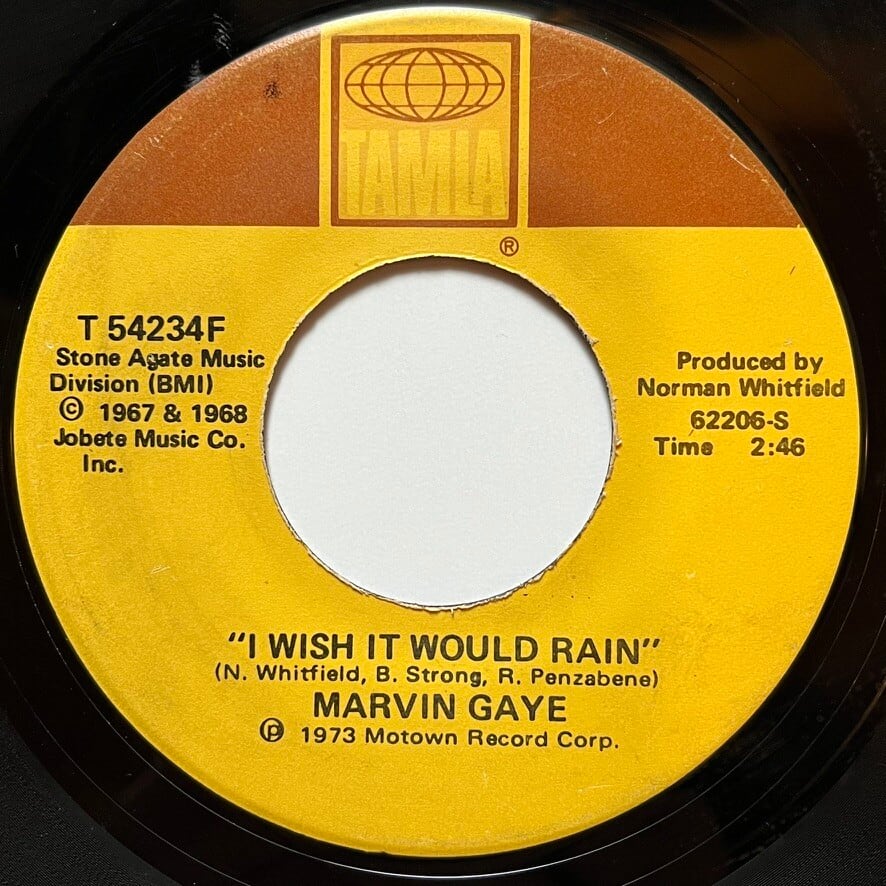 TAMLA
®
T 54234F
Stone Agate Music
Division (BMI)
© 1967 & 1968
Jobete Music Co.
Inc.
Produced by
Norman Whitfield
62206-S
Time 2:46
"I WISH IT WOULD RAIN"
(N. Whitfield, B. Strong, R. Penzabene)
MARVIN GAYE
℗ 1973 Motown Record Corp.